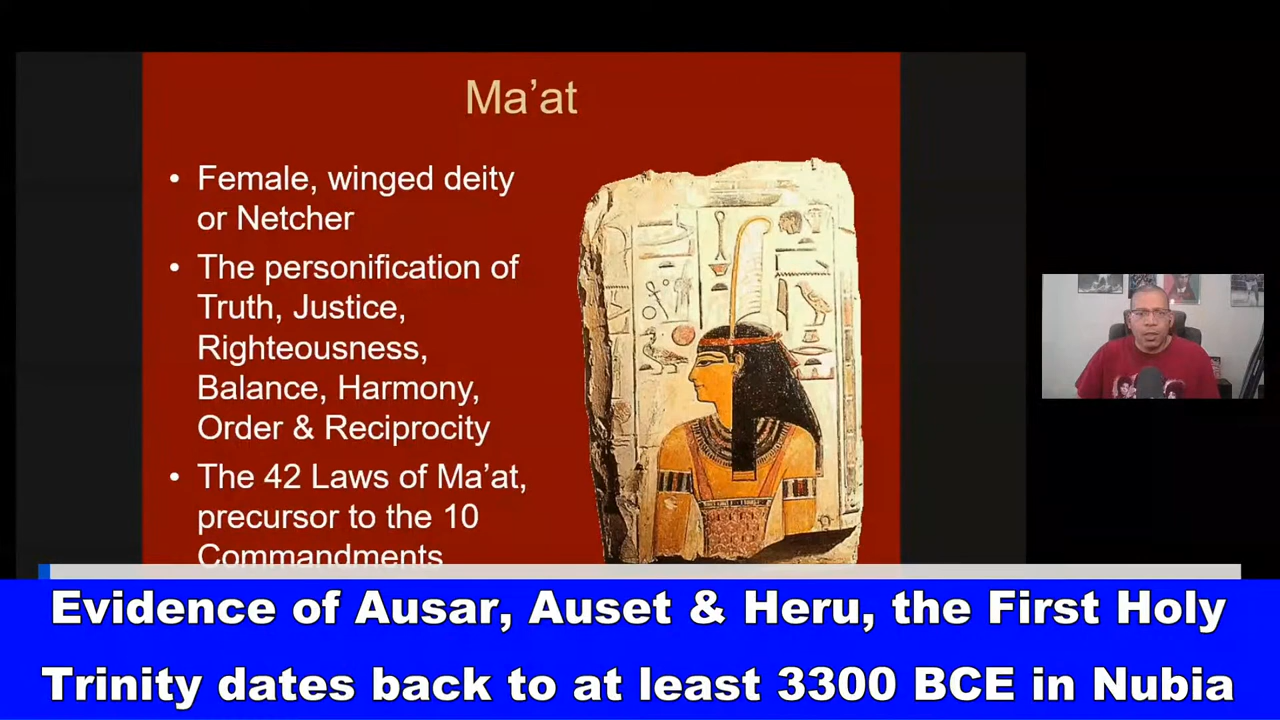 Ma’at
• Female, winged deity
or Netcher
• The personification of
Truth, Justice,
Righteousness,
Balance, Harmony,
Order & Reciprocity
• The 42 Laws of Ma’at,
precursor to the 10
Commandments
Evidence of Ausar, Auset & Heru, the First Holy
Trinity dates back to at least 3300 BCE in Nubia